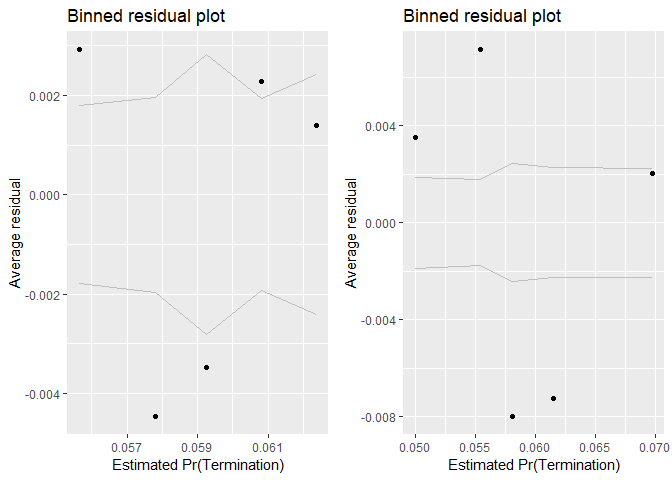 Binned residual plot
Average residual
0.002
0.000
-0.002
-0.004
0.057
0.059
0.061
Estimated Pr(Termination)
Binned residual plot
Average residual
0.004
0.000
-0.004
-0.008
0.050
0.055
0.060
0.065
0.070
Estimated Pr(Termination)